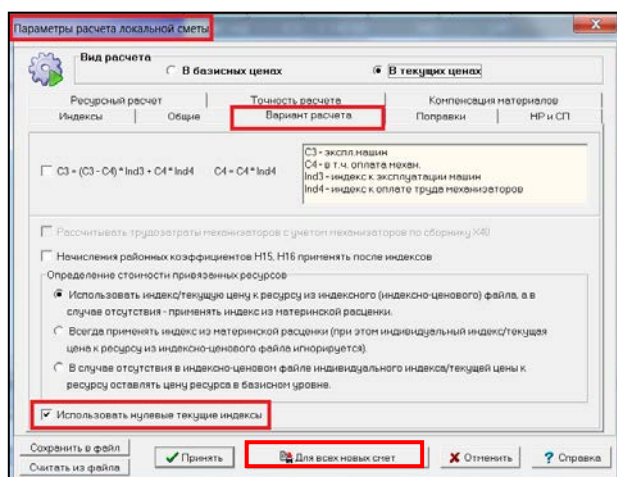 Параметры расчета локальной сметы
Вид расчета
В базисных ценах
В текущих ценах
Ресурсный расчет
Точность расчета
Компенсация материалов
Индексы
Общие
Вариант расчета
Поправки
НР и СП
С3 = (С3 - С4) * Ind3 + С4 * Ind4 С4 = С4 * Ind4
С3 - экспл.машин
С4 - в т.ч. оплата механ.
Ind3 - индекс к эксплуатации машин
Ind4 - индекс к оплате труда механизаторов
Рассчитывать трудозатраты механизаторов с учетом механизаторов по сборнику Х40
Начисления районных коэффициентов Н15, Н16 применять после индексов
Определение стоимости привязанных ресурсов
Использовать индекс/текущую цену к ресурсу из индексного (индексно-ценового) файла, а в
случае отсутствия - применять индекс из материнской расценки.
Всегда применять индекс из материнской расценки (при этом индивидуальный индекс/текущая
цена к ресурсу из индексно-ценового файла игнорируется).
В случае отсутствия в индексно-ценовом файле индивидуального индекса/текущей цены к
ресурсу оставлять цену ресурса в базисном уровне.
Использовать нулевые текущие индексы
Сохранить в файл
Считать из файла
Принять
Для всех новых смет
Отменить
? Справка